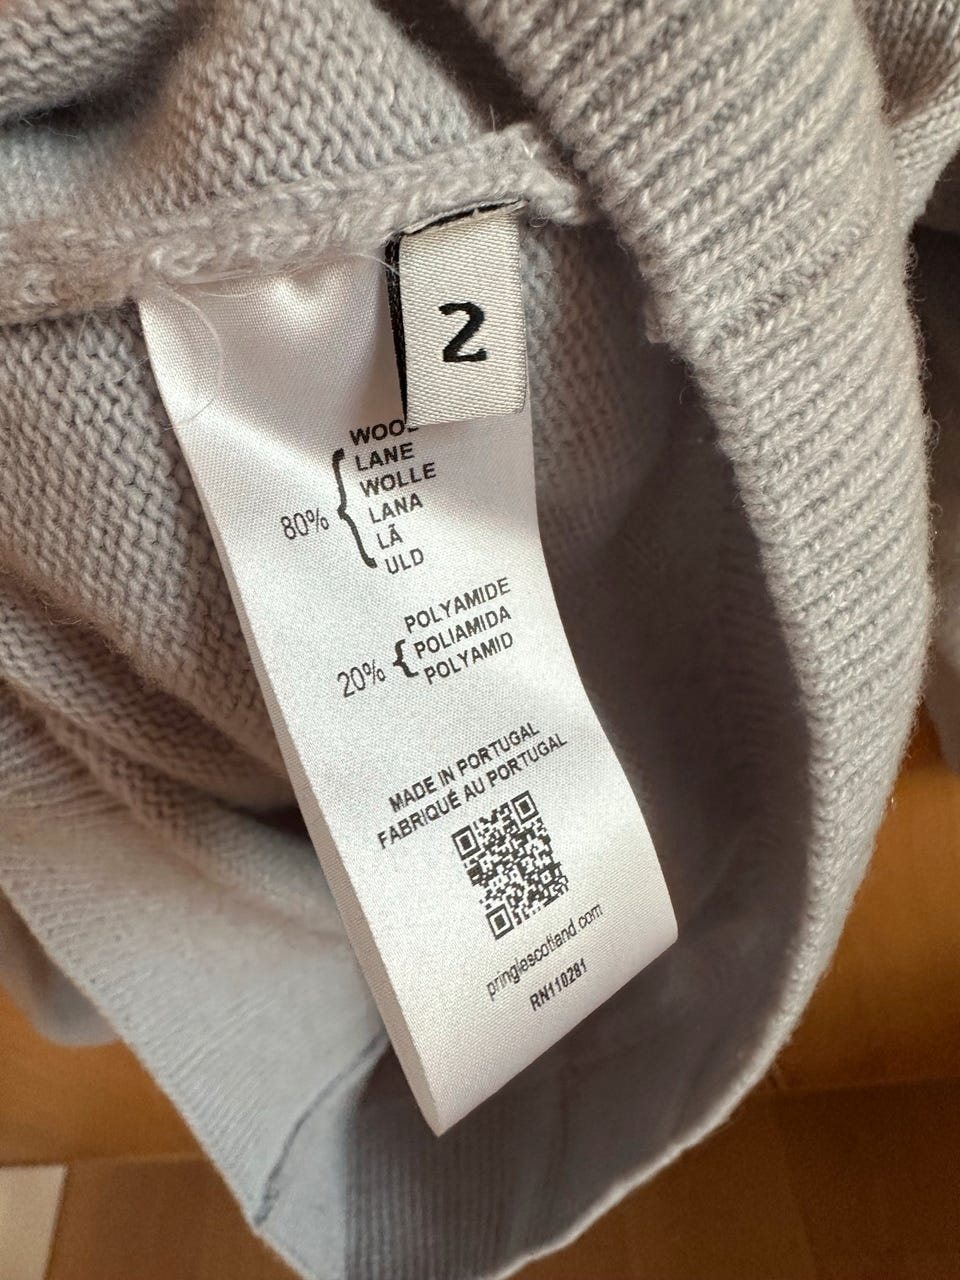 2
WOOL
LANE
WOLLE
LANA
LÃ
ULD
80%
POLYAMIDE
POLIAMIDA
POLYAMID
20%
MADE IN PORTUGAL
FABRIQUÉ AU PORTUGAL
pringlescotland.com
RN110281